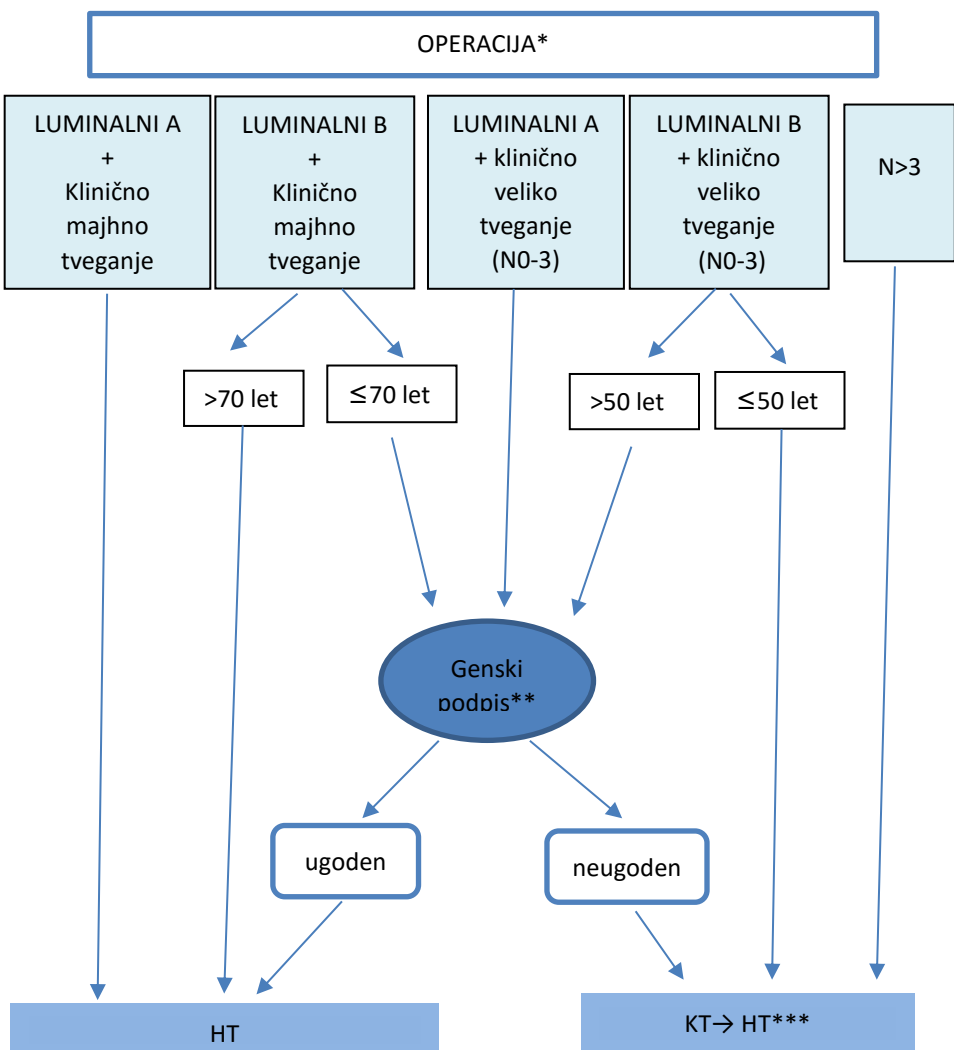 OPERACIJA*
LUMINALNI A
+
Klinično
majhno
tveganje
LUMINALNI B
+
Klinično
majhno
tveganje
LUMINALNI A
+ klinično
veliko
tveganje
(N0-3)
LUMINALNI B
+ klinično
veliko
tveganje
(N0-3)
N>3
>70 let
≤70 let
>50 let
≤50 let
Genski
podpis**
ugoden
neugoden
HT
KT→ HT***